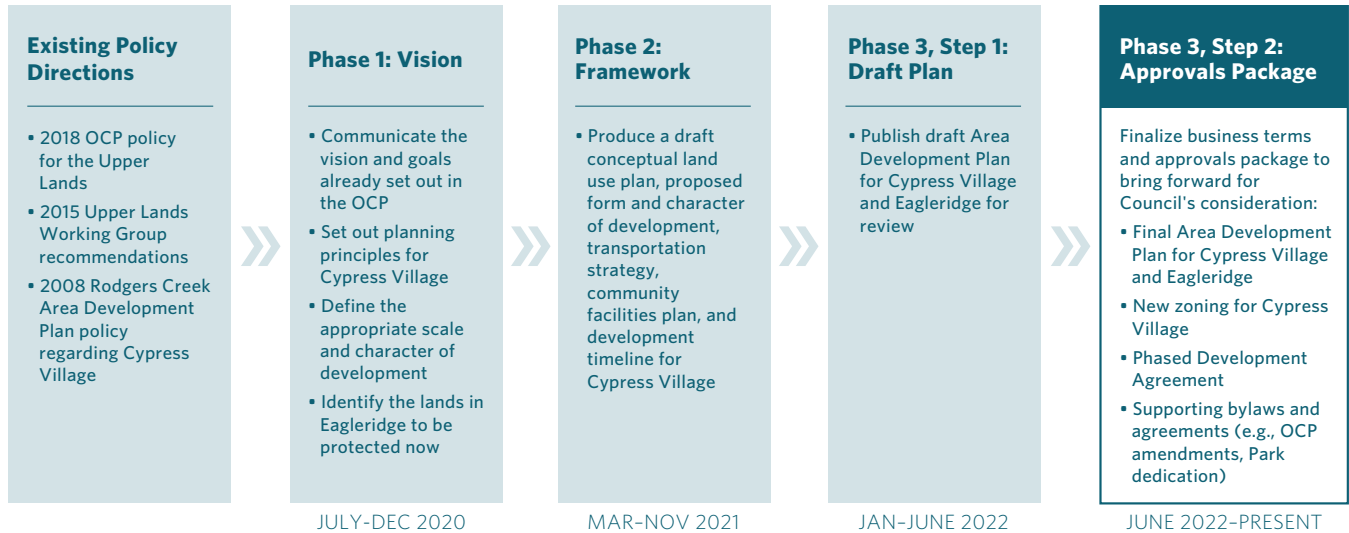 Existing Policy
Directions
▪ 2018 OCP policy
for the Upper
Lands
▪ 2015 Upper Lands
Working Group
recommendations
▪ 2008 Rodgers Creek
Area Development
Plan policy
regarding Cypress
Village
Phase 1: Vision
▪ Communicate the
vision and goals
already set out in
the OCP
▪ Set out planning
principles for
Cypress Village
▪ Define the
appropriate scale
and character of
development
▪ Identify the lands in
Eagleridge to be
protected now
JULY-DEC 2020
Phase 2:
Framework
▪ Produce a draft
conceptual land
use plan, proposed
form and character
of development,
transportation
strategy,
community
facilities plan, and
development
timeline for
Cypress Village
MAR–NOV 2021
Phase 3, Step 1:
Draft Plan
▪ Publish draft Area
Development Plan
for Cypress Village
and Eagleridge for
review
JAN–JUNE 2022
Phase 3, Step 2:
Approvals Package
Finalize business terms
and approvals package to
bring forward for
Council's consideration:
▪ Final Area Development
Plan for Cypress Village
and Eagleridge
▪ New zoning for Cypress
Village
▪ Phased Development
Agreement
▪ Supporting bylaws and
agreements (e.g., OCP
amendments, Park
dedication)
JUNE 2022–PRESENT